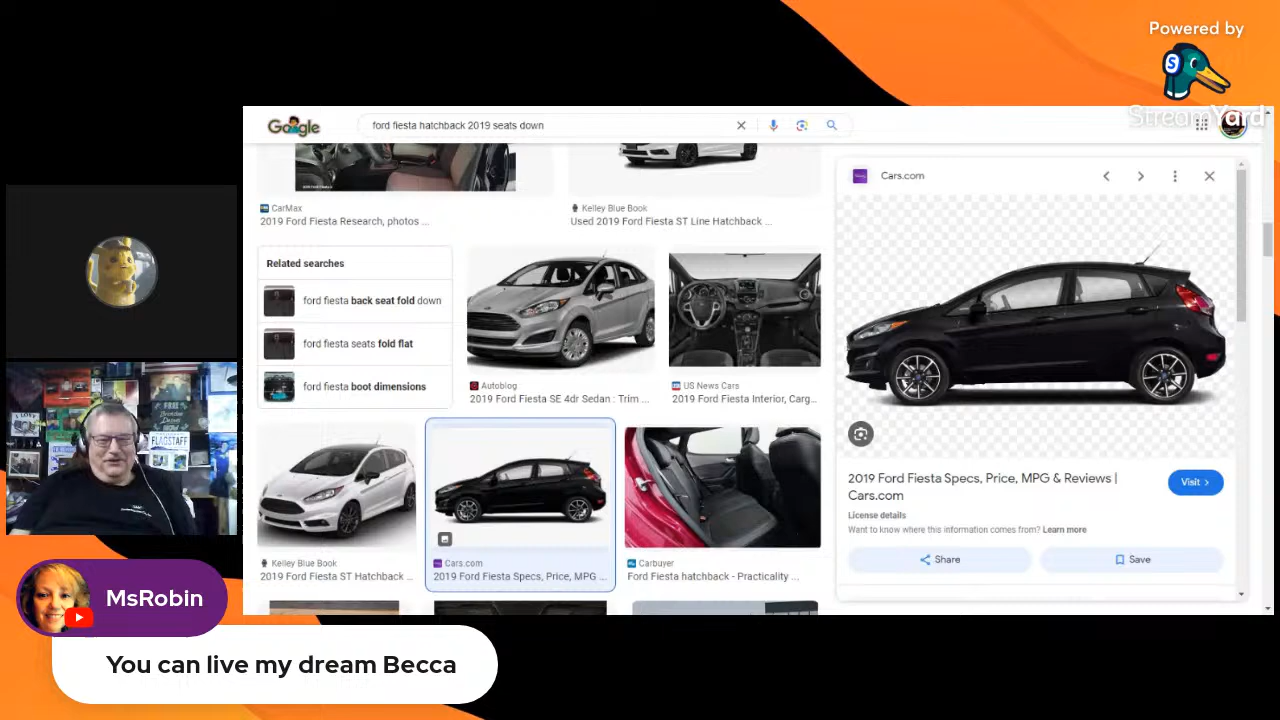 Powered by
StreamYard
Google
ford fiesta hatchback 2019 seats down
CarMax
2019 Ford Fiesta Research, photos ...
Kelley Blue Book
Used 2019 Ford Fiesta ST Line Hatchback ...
Cars.com
Related searches
ford fiesta back seat fold down
ford fiesta seats fold flat
ford fiesta boot dimensions
Autoblog
2019 Ford Fiesta SE 4dr Sedan : Trim ...
US News Cars
2019 Ford Fiesta Interior, Carg...
Kelley Blue Book
2019 Ford Fiesta ST Hatchback ...
Cars.com
2019 Ford Fiesta Specs, Price, MPG ...
Carbuyer
Ford Fiesta hatchback - Practicality ...
2019 Ford Fiesta Specs, Price, MPG & Reviews |
Cars.com
Visit >
License details
Want to know where this information comes from? Learn more
Share
Save
FREE
FLAGSTAFF
MsRobin
You can live my dream Becca